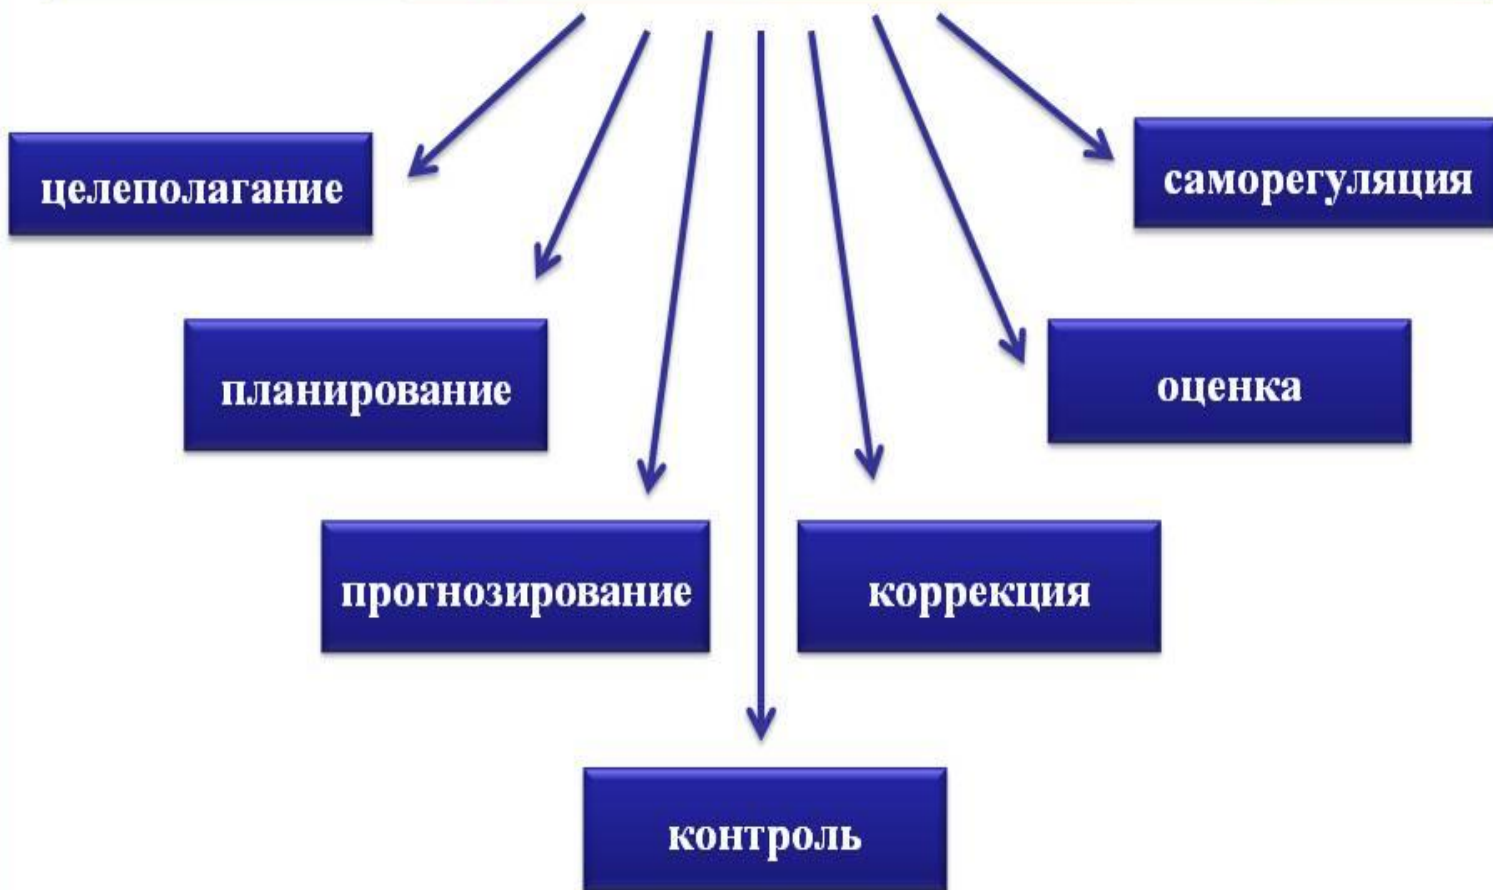 целеполагание
саморегуляция
планирование
оценка
прогнозирование
коррекция
контроль